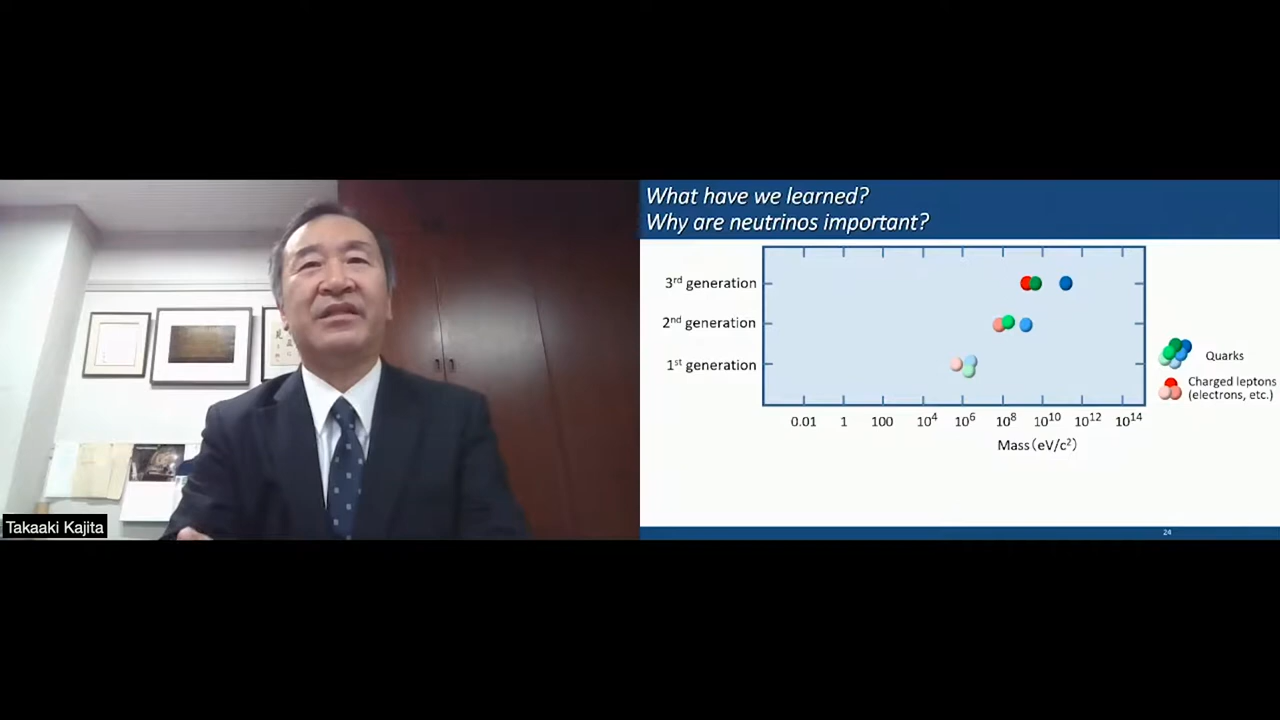 Takaaki Kajita
What have we learned?
Why are neutrinos important?
3rd generation
2nd generation
1st generation
0.01 1 100 10^4 10^6 10^8 10^10 10^12 10^14
Mass (eV/c^2)
Quarks
Charged leptons
(electrons, etc.)
24